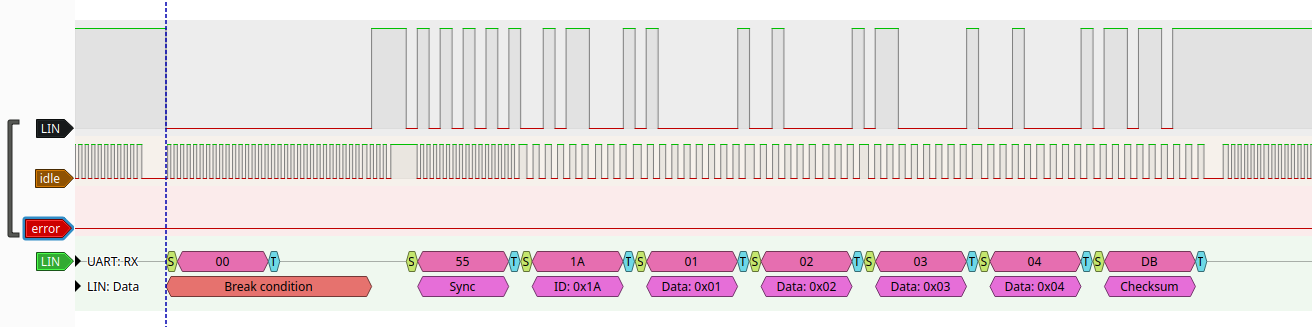 LIN
idle
error
LIN UART: RX S 00 T S 55 T S 1A T S 01 T S 02 T S 03 T S 04 T S DB T
LIN: Data Break condition Sync ID: 0x1A Data: 0x01 Data: 0x02 Data: 0x03 Data: 0x04 Checksum